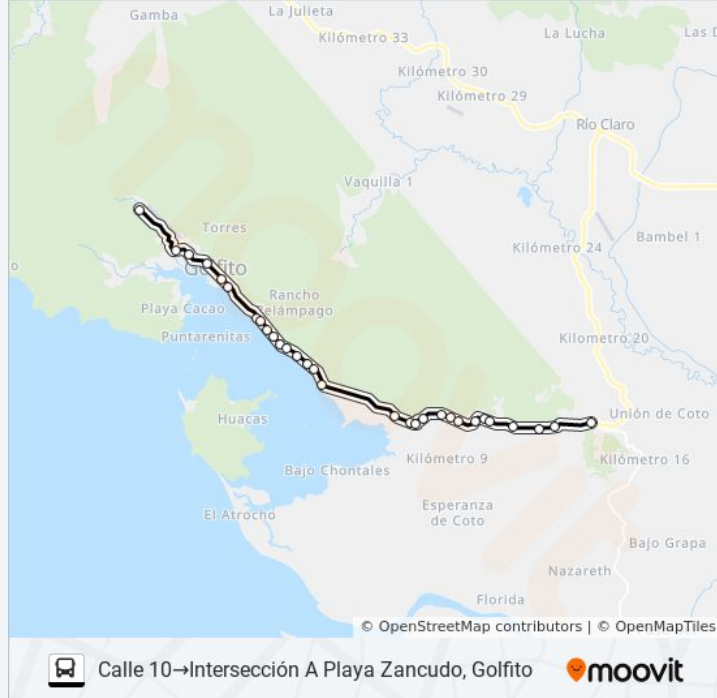 Gamba
La Julieta
Kilómetro 33
La Lucha
Las D
Kilómetro 30
Kilómetro 29
Río Claro
Vaquilla 1
Torres
Bambel 1
Kilómetro 24
o
Golfito
Rancho
Relámpago
Playa Cacao
Puntarenitas
Kilometro 20
Huacas
Unión de Coto
Kilómetro 9
Kilómetro 16
Bajo Chontales
Esperanza
de Coto
El Atrocho
Bajo Grapa
Nazareth
Florida
moovit
© OpenStreetMap contributors | © OpenMapTiles
Calle 10→Intersección A Playa Zancudo, Golfito
moovit